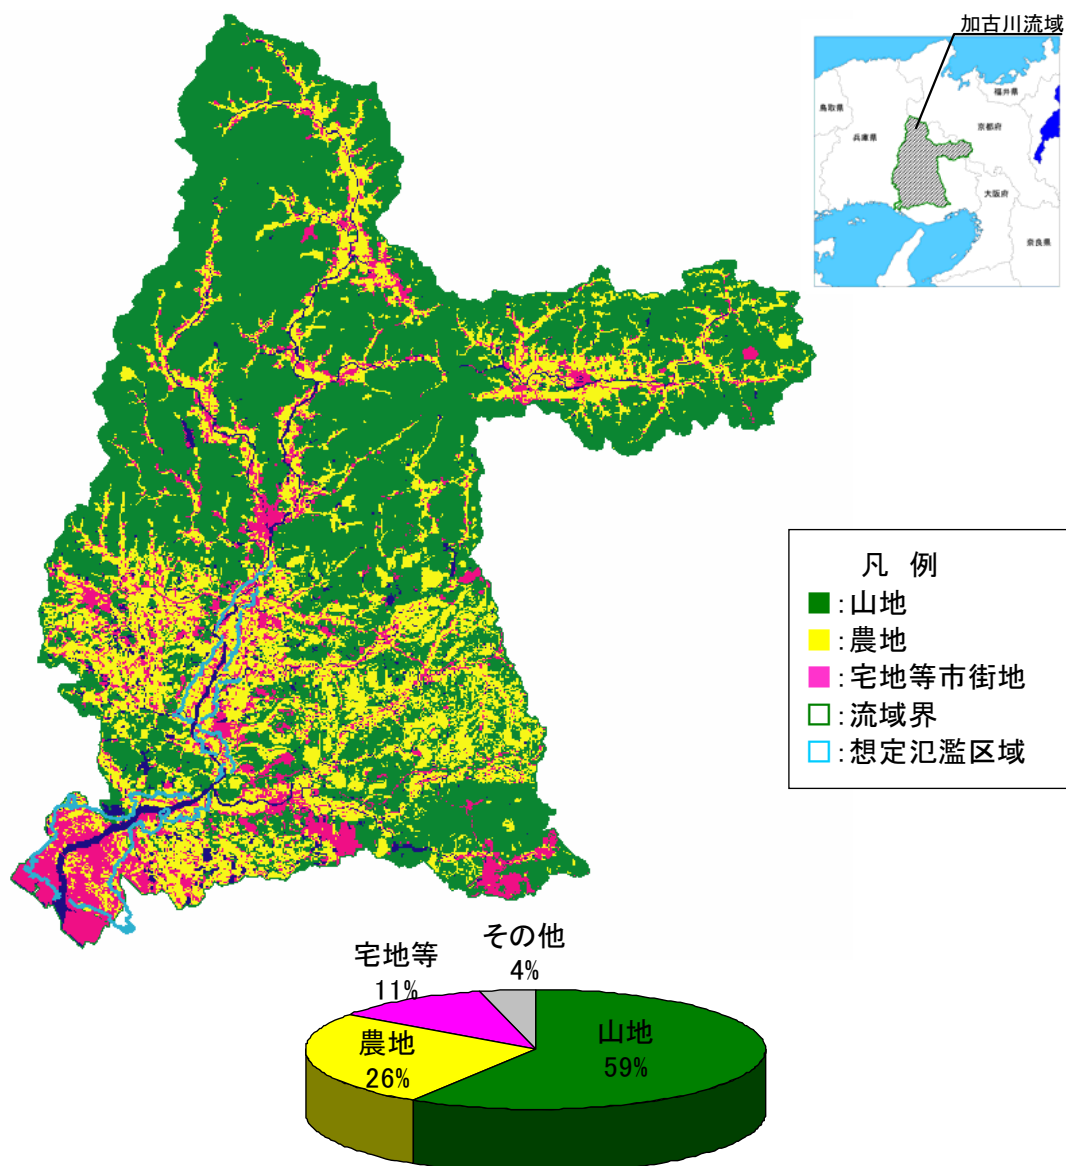 加古川流域
福井県
鳥取県
京都府
兵庫県
大阪府
奈良県
凡 例
:山地
:農地
:宅地等市街地
:流域界
:想定氾濫区域
その他
4%
宅地等
11%
山地
59%
農地
26%